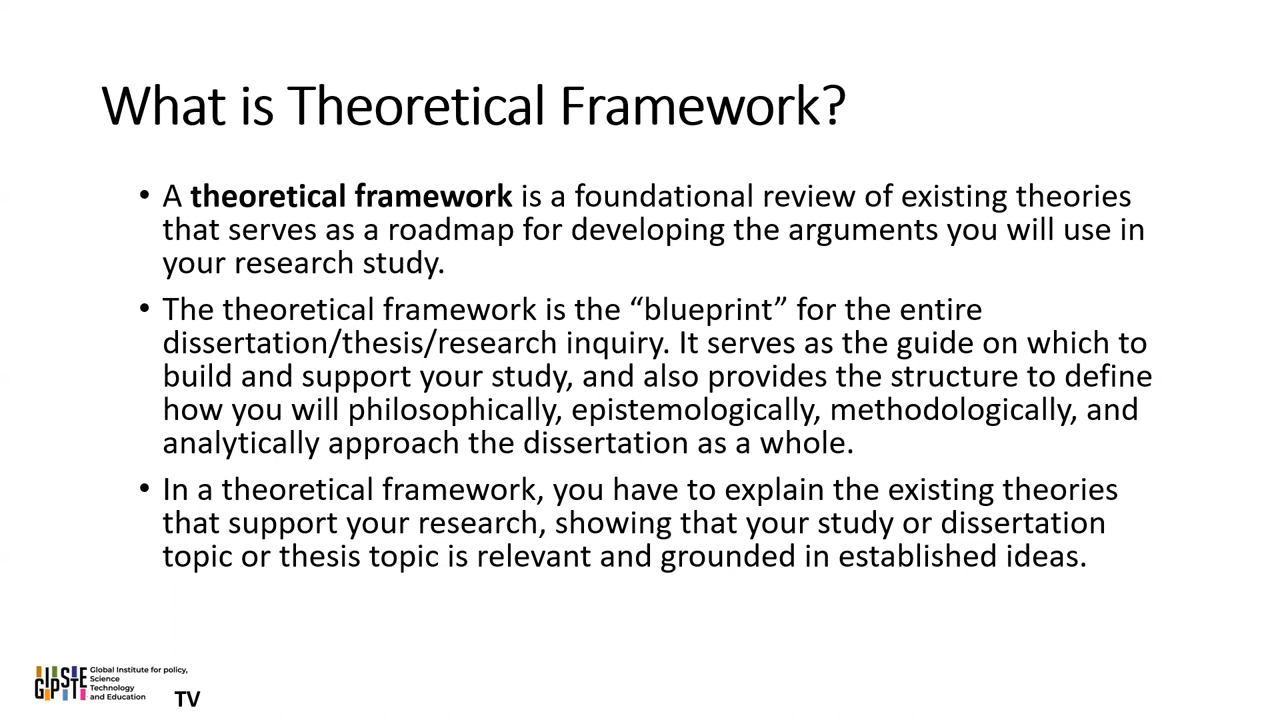 What is Theoretical Framework?
• A theoretical framework is a foundational review of existing theories
that serves as a roadmap for developing the arguments you will use in
your research study.
• The theoretical framework is the “blueprint” for the entire
dissertation/thesis/research inquiry. It serves as the guide on which to
build and support your study, and also provides the structure to define
how you will philosophically, epistemologically, methodologically, and
analytically approach the dissertation as a whole.
• In a theoretical framework, you have to explain the existing theories
that support your research, showing that your study or dissertation
topic or thesis topic is relevant and grounded in established ideas.
GIPSTE
Global Institute for policy,
Science
Technology
and Education
TV